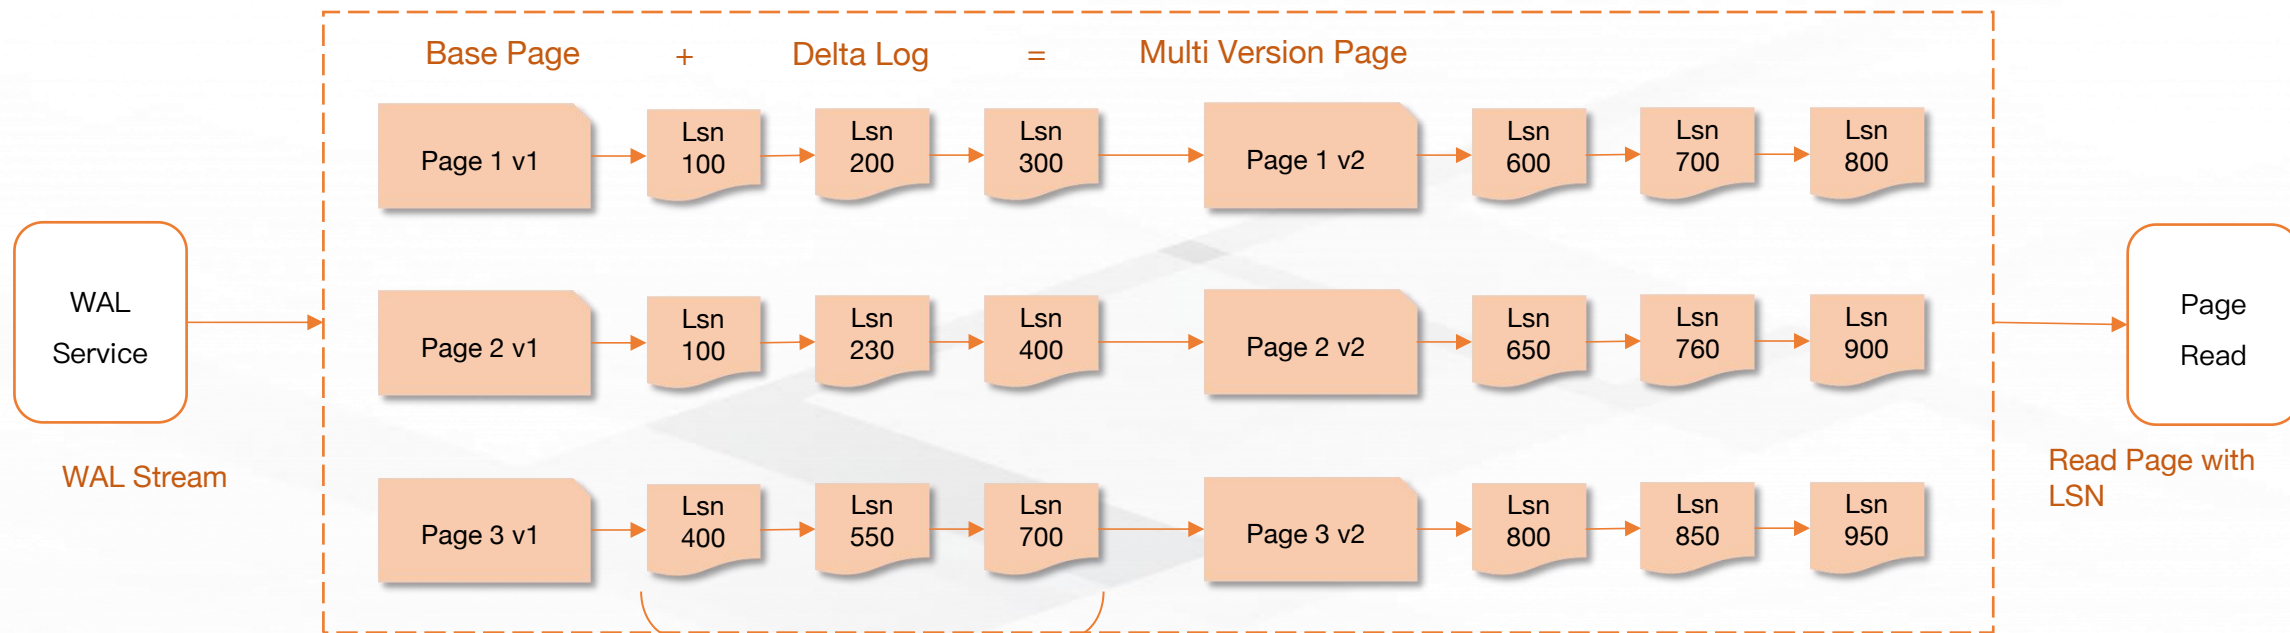 Base Page + Delta Log = Multi Version Page
Page 1 v1
Lsn
100
Lsn
200
Lsn
300
Page 1 v2
Lsn
600
Lsn
700
Lsn
800
WAL
Service
WAL Stream
Page 2 v1
Lsn
100
Lsn
230
Lsn
400
Page 2 v2
Lsn
650
Lsn
760
Lsn
900
Page 3 v1
Lsn
400
Lsn
550
Lsn
700
Page 3 v2
Lsn
800
Lsn
850
Lsn
950
Page
Read
Read Page with
LSN